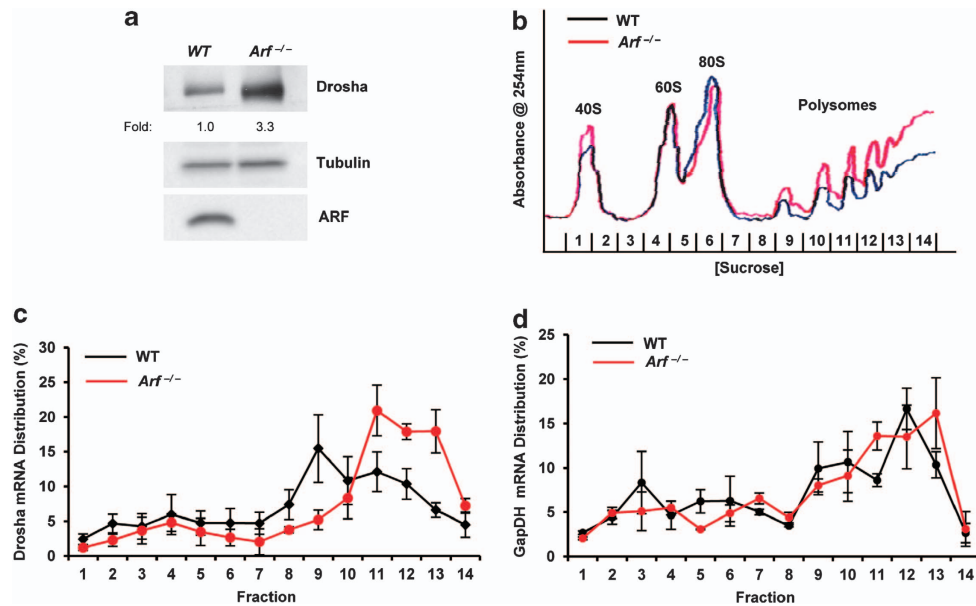 a
WT Arf −/−
Drosha
Fold: 1.0 3.3
Tubulin
ARF
b
WT
Arf −/−
Absorbance @ 254nm
40S
60S
80S
Polysomes
1 2 3 4 5 6 7 8 9 10 11 12 13 14
[Sucrose]
c
WT
Arf −/−
Drosha mRNA Distribution (%)
30
25
20
15
10
5
0
1 2 3 4 5 6 7 8 9 10 11 12 13 14
Fraction
d
WT
Arf −/−
GapDH mRNA Distribution (%)
25
20
15
10
5
0
1 2 3 4 5 6 7 8 9 10 11 12 13 14
Fraction